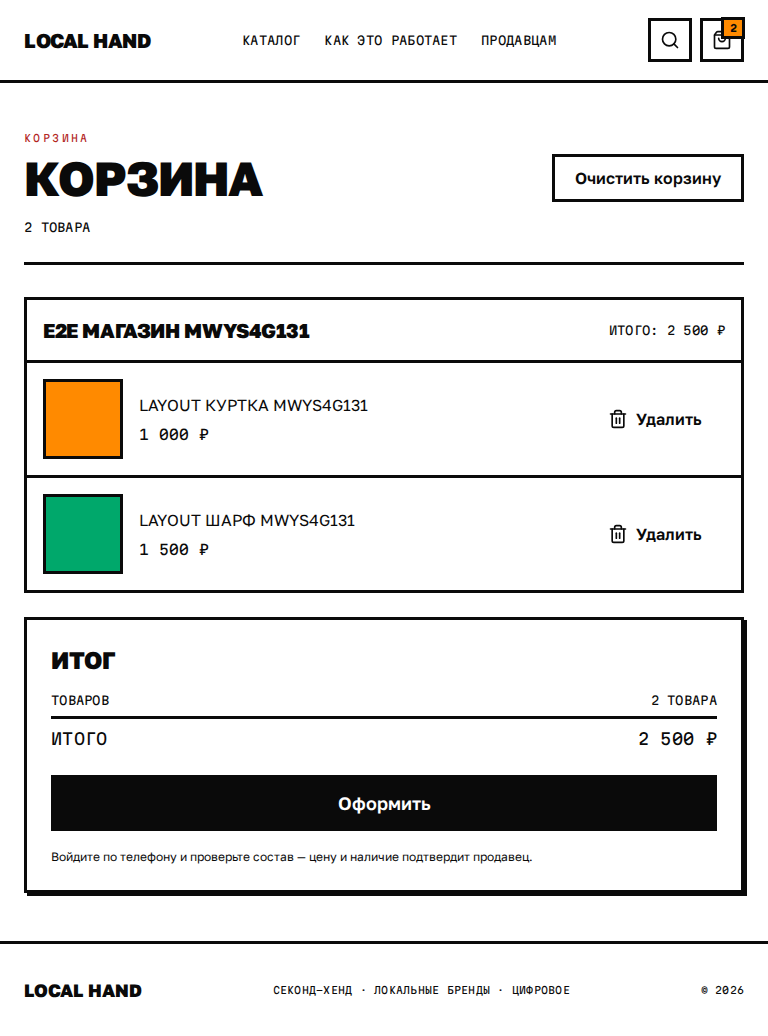 LOCAL HAND
КАТАЛОГ
КАК ЭТО РАБОТАЕТ
ПРОДАВЦАМ
2
КОРЗИНА
КОРЗИНА
Очистить корзину
2 ТОВАРА
E2E МАГАЗИН MWYS4G131
ИТОГО: 2 500 ₽
LAYOUT КУРТКА MWYS4G131
1 000 ₽
Удалить
LAYOUT ШАРФ MWYS4G131
1 500 ₽
Удалить
ИТОГ
ТОВАРОВ
2 ТОВАРА
ИТОГО
2 500 ₽
Оформить
Войдите по телефону и проверьте состав — цену и наличие подтвердит продавец.
LOCAL HAND
СЕКОНД-ХЕНД · ЛОКАЛЬНЫЕ БРЕНДЫ · ЦИФРОВОЕ
© 2026